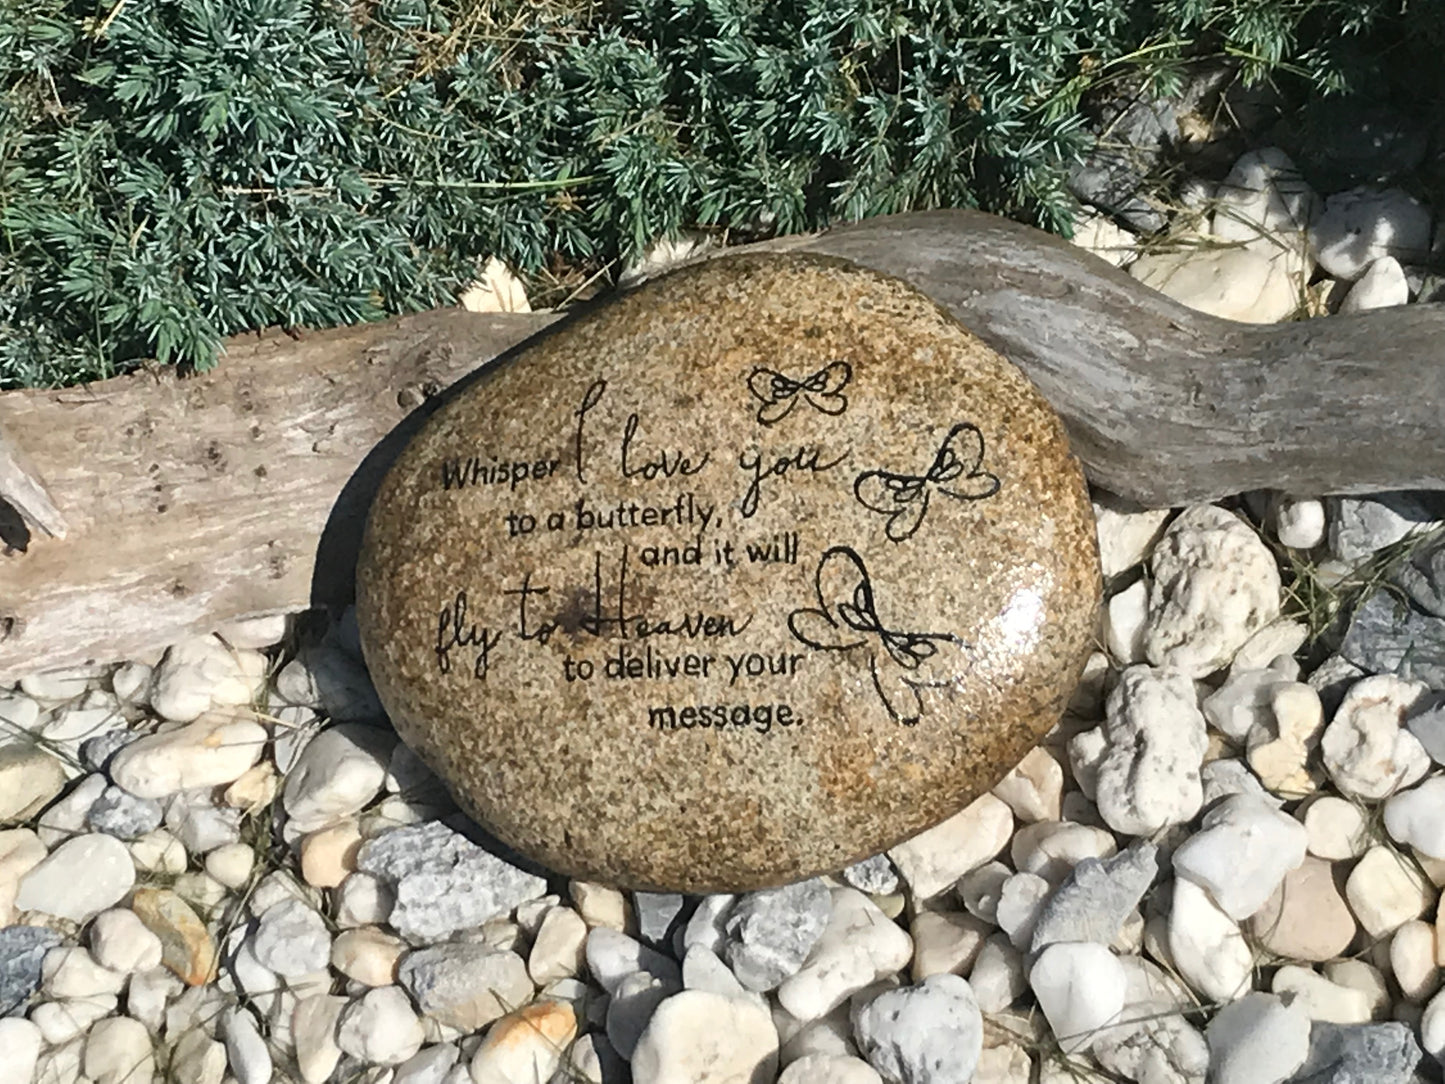 Whisper I love you
to a butterfly,
and it will
fly to Heaven
to deliver your
message.